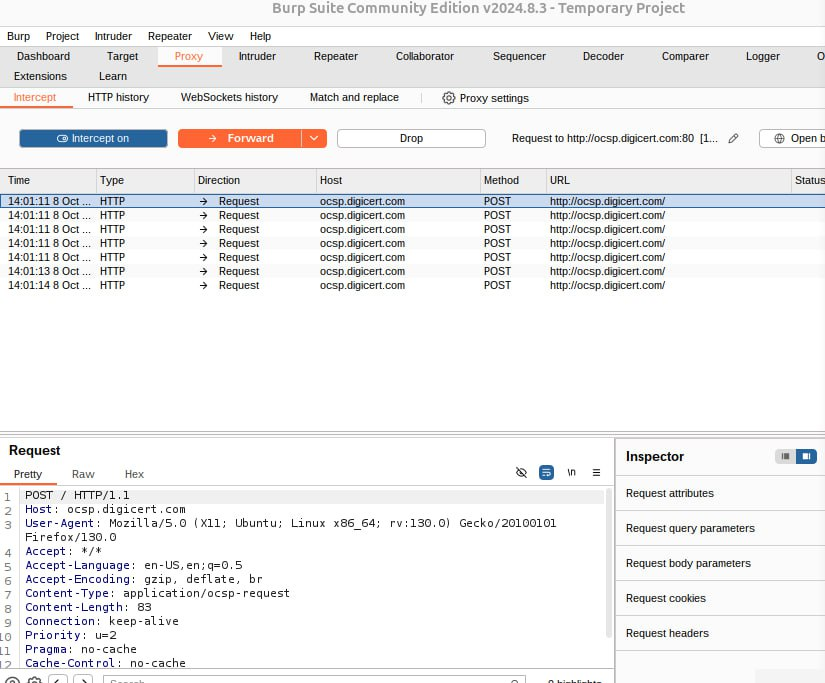 Burp Suite Community Edition v2024.8.3 - Temporary Project
Burp Project Intruder Repeater View Help
Dashboard Target Proxy Intruder Repeater Collaborator Sequencer Decoder Comparer Logger O
Extensions Learn
Intercept HTTP history WebSockets history Match and replace Proxy settings
Intercept on Forward Drop Request to http://ocsp.digicert.com:80 [1... Open b
Time Type Direction Host Method URL Status
14:01:11 8 Oct ... HTTP → Request ocsp.digicert.com POST http://ocsp.digicert.com/
14:01:11 8 Oct ... HTTP → Request ocsp.digicert.com POST http://ocsp.digicert.com/
14:01:11 8 Oct ... HTTP → Request ocsp.digicert.com POST http://ocsp.digicert.com/
14:01:11 8 Oct ... HTTP → Request ocsp.digicert.com POST http://ocsp.digicert.com/
14:01:11 8 Oct ... HTTP → Request ocsp.digicert.com POST http://ocsp.digicert.com/
14:01:13 8 Oct ... HTTP → Request ocsp.digicert.com POST http://ocsp.digicert.com/
14:01:14 8 Oct ... HTTP → Request ocsp.digicert.com POST http://ocsp.digicert.com/
Request
Pretty Raw Hex \n
1 POST / HTTP/1.1
2 Host: ocsp.digicert.com
3 User-Agent: Mozilla/5.0 (X11; Ubuntu; Linux x86_64; rv:130.0) Gecko/20100101
Firefox/130.0
4 Accept: */*
5 Accept-Language: en-US,en;q=0.5
6 Accept-Encoding: gzip, deflate, br
7 Content-Type: application/ocsp-request
8 Content-Length: 83
9 Connection: keep-alive
10 Priority: u=2
11 Pragma: no-cache
12 Cache-Control: no-cache
Search 0 highlights
Inspector
Request attributes
Request query parameters
Request body parameters
Request cookies
Request headers